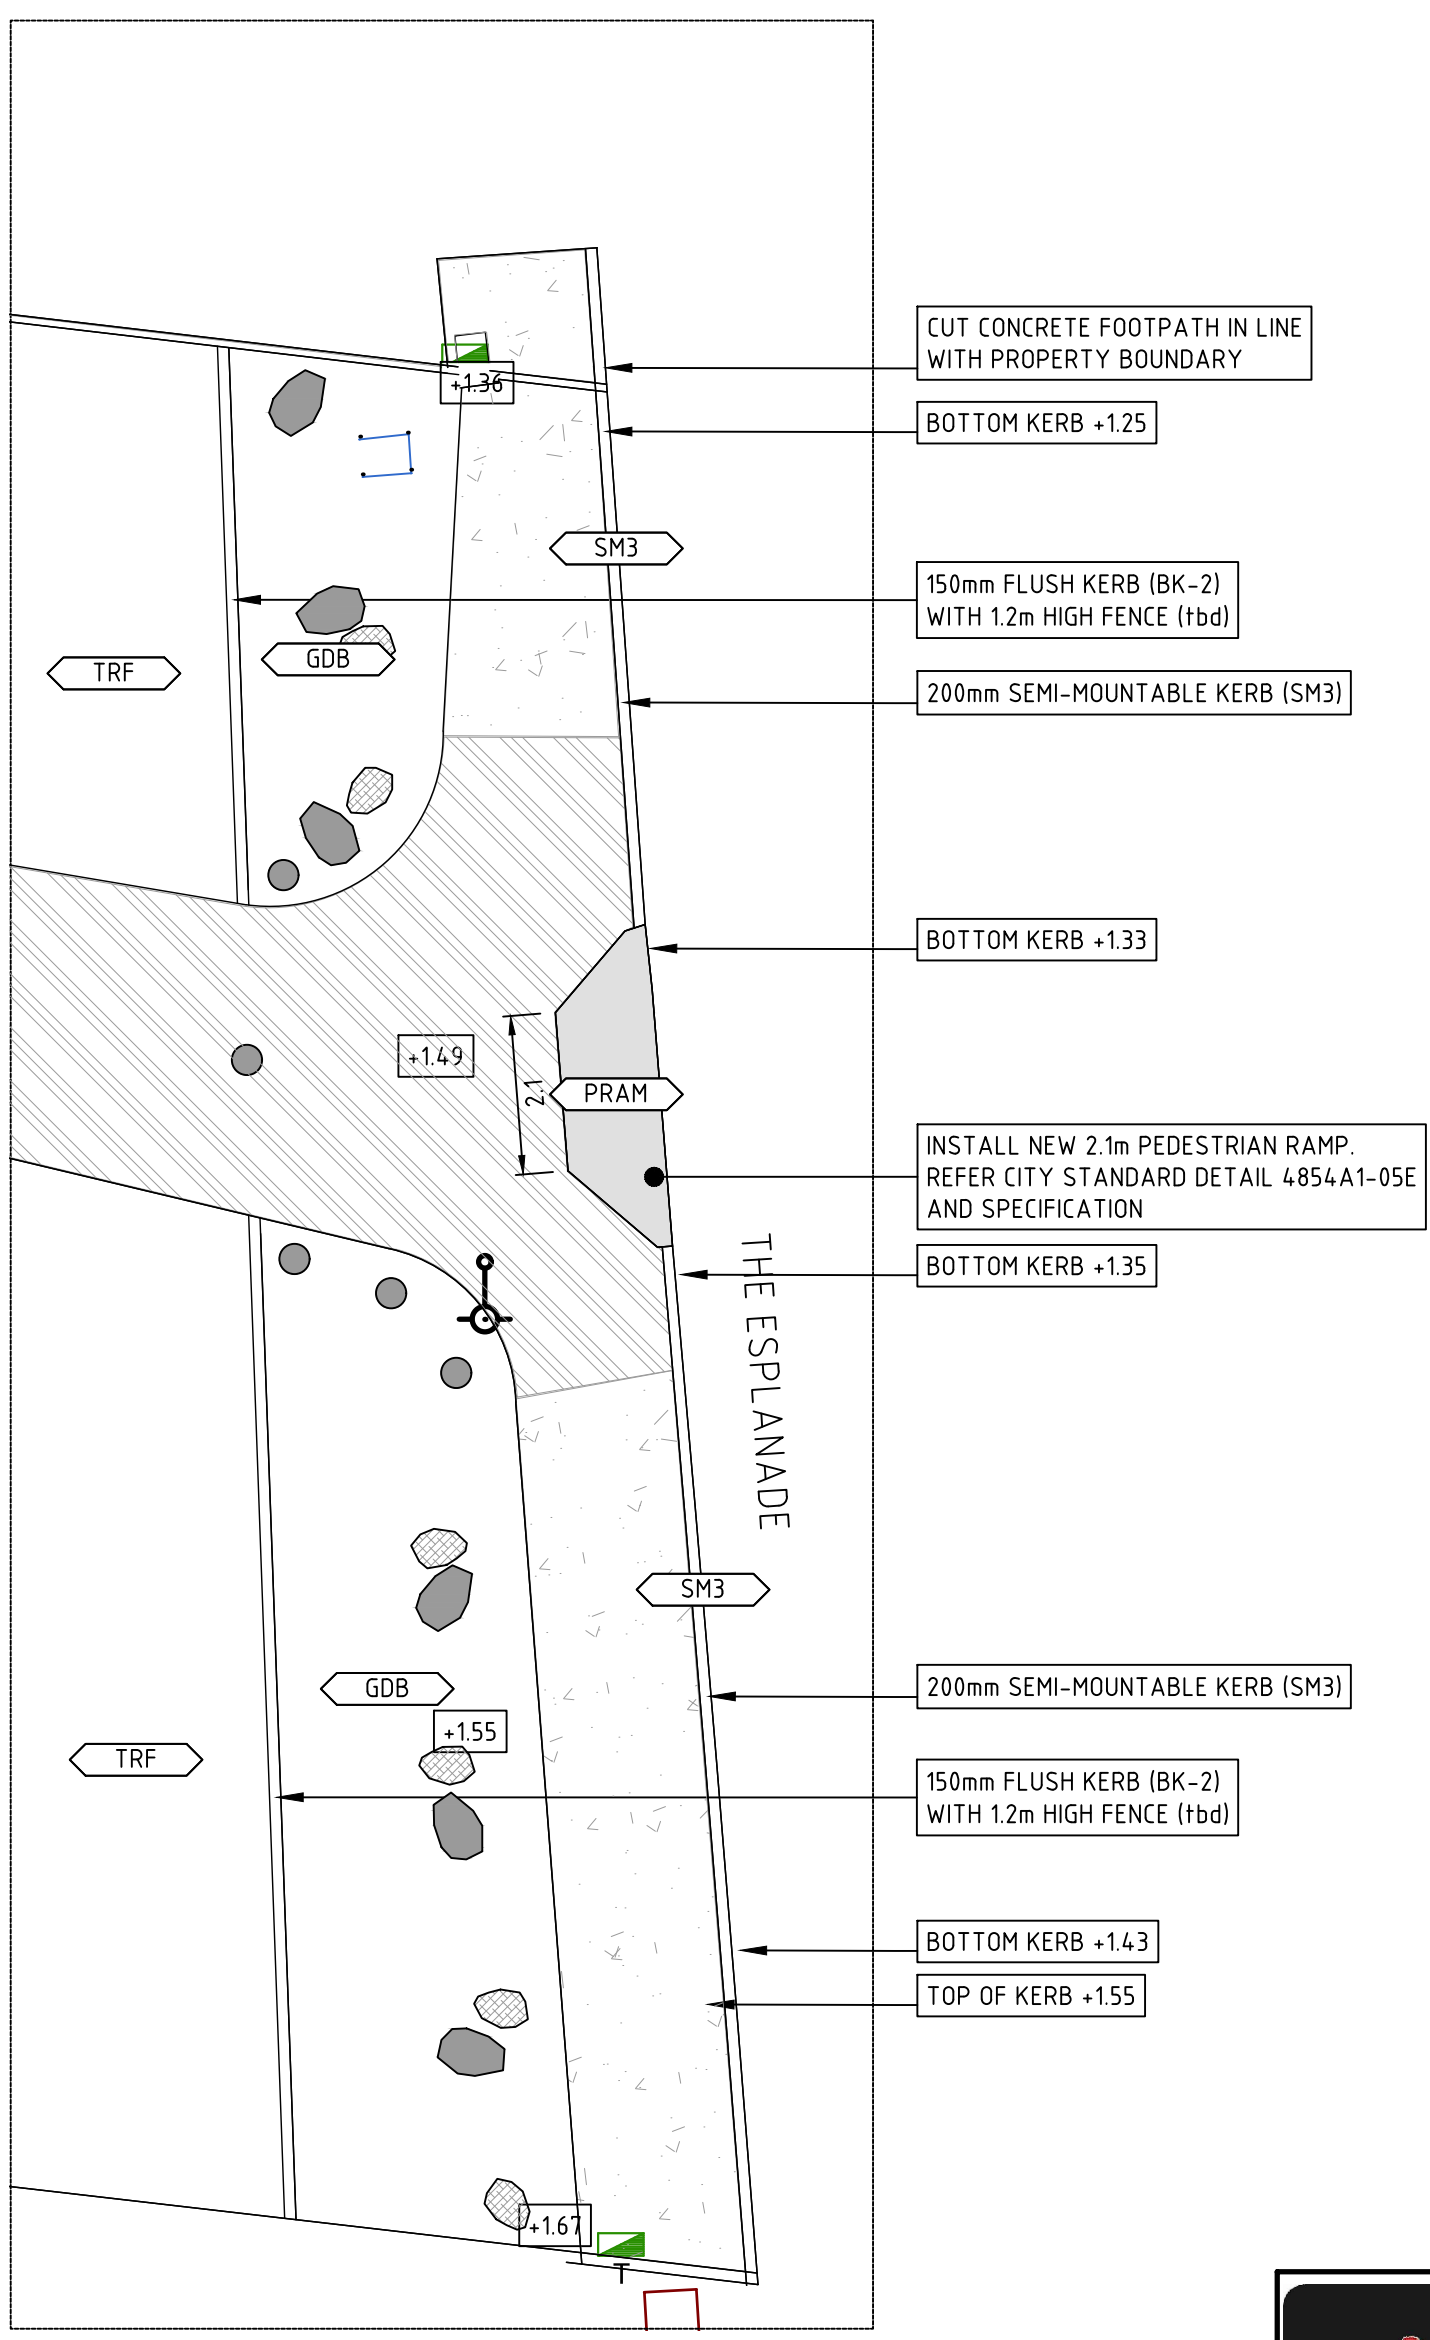 CUT CONCRETE FOOTPATH IN LINE
WITH PROPERTY BOUNDARY
+1.36
BOTTOM KERB +1.25
SM3
150mm FLUSH KERB (BK-2)
WITH 1.2m HIGH FENCE (tbd)
GDB
TRF
200mm SEMI-MOUNTABLE KERB (SM3)
BOTTOM KERB +1.33
+1.49
2.1
PRAM
INSTALL NEW 2.1m PEDESTRIAN RAMP.
REFER CITY STANDARD DETAIL 4854A1-05E
AND SPECIFICATION
BOTTOM KERB +1.35
THE ESPLANADE
SM3
200mm SEMI-MOUNTABLE KERB (SM3)
GDB
+1.55
TRF
150mm FLUSH KERB (BK-2)
WITH 1.2m HIGH FENCE (tbd)
BOTTOM KERB +1.43
TOP OF KERB +1.55
+1.67
T